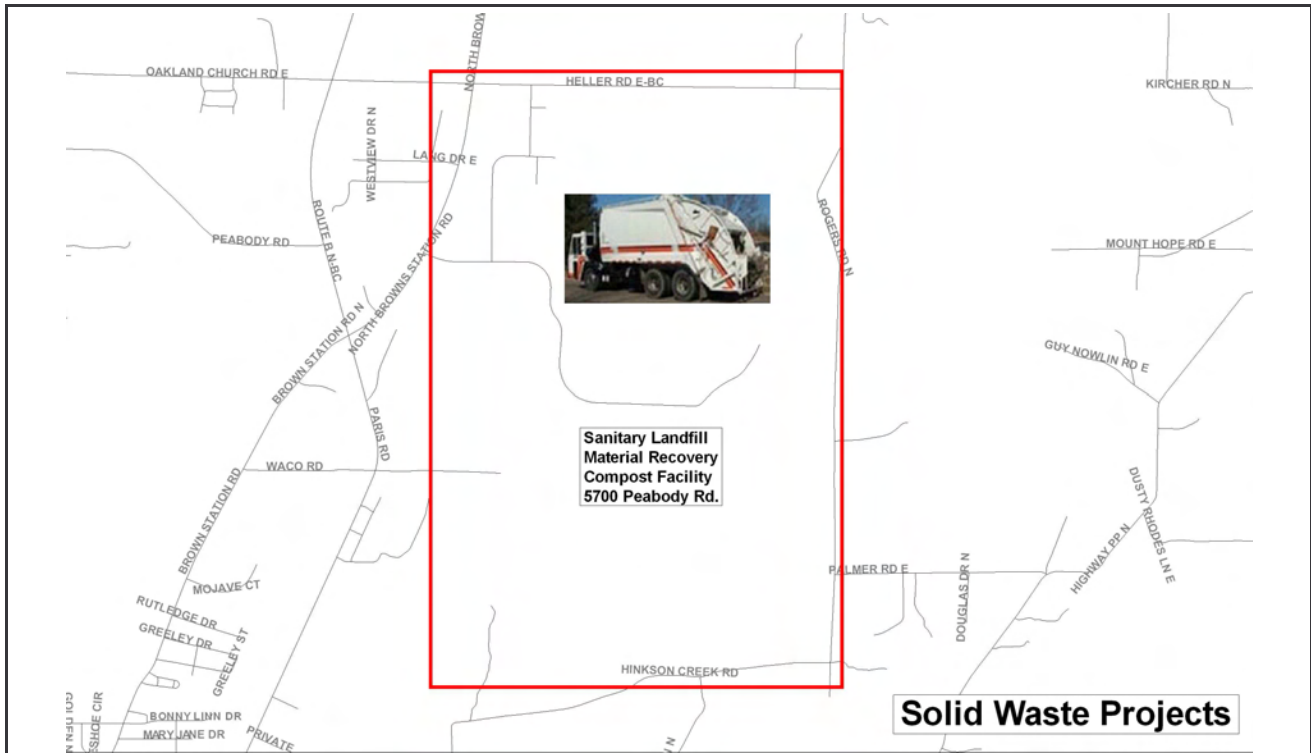 NORTH BROW
OAKLAND CHURCH RD E
HELLER RD E-BC
KIRCHER RD N
WESTVIEW DR N
LANG DR E
ROUTE B N-BC
PEABODY RD
NORTH BROWNS STATION RD
ROGERS RD N
MOUNT HOPE RD E
BROWN STATION RD N
GUY NOWLIN RD E
PARIS RD
Sanitary Landfill
Material Recovery
Compost Facility
5700 Peabody Rd.
WACO RD
BROWN STATION RD
DUSTY RHODES LN E
HIGHWAY PP N
PALMER RD E
DOUGLAS DR N
MOJAVE CT
RUTLEDGE DR
GREELEY DR
GREELEY ST
HINKSON CREEK RD
GOLDEN N
SHOE CIR
BONNY LINN DR
MARY JANE DR
PRIVATE
N
Solid Waste Projects